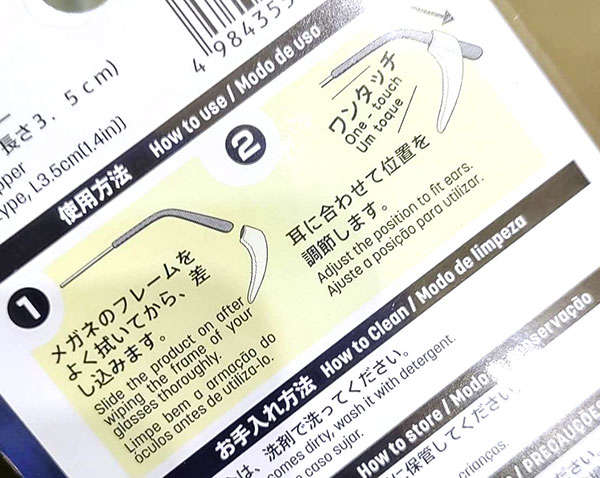 4 984355
長さ3.5cm)
type, L3.5cm(1.4in))
使用方法 How to use / Modo de uso
1
メガネのフレームを
よく拭いてから、差
し込みます。
Slide the product on after
wiping the frame of your
glasses thoroughly.
Limpe bem a armação do
óculos antes de utilizá-lo.
2
ワンタッチ
One-touch
Um toque
耳に合わせて位置を
調節します。
Adjust the position to fit ears.
Ajuste a posição para utilizar.
お手入れ方法 How to Clean / Modo de limpeza
は、洗剤で洗ってください。
comes dirty, wash it with detergent.
caso sujar.
How to store / Modo
servação
に保管してください。
crianças.
/ PRECAUÇÕES